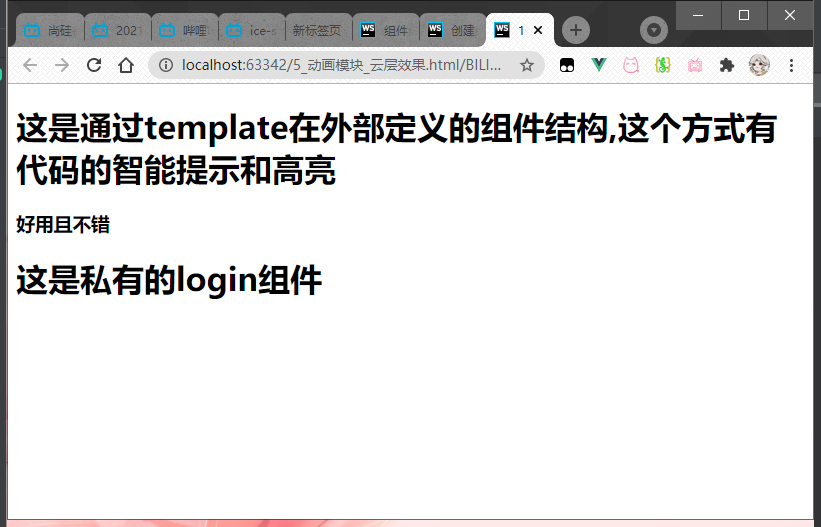 尚硅
2021
哔哩
ice-s
新标签页
组件
创建
1
localhost:63342/5_动画模块_云层效果.html/BILI...
这是通过template在外部定义的组件结构,这个方式有
代码的智能提示和高亮
好用且不错
这是私有的login组件